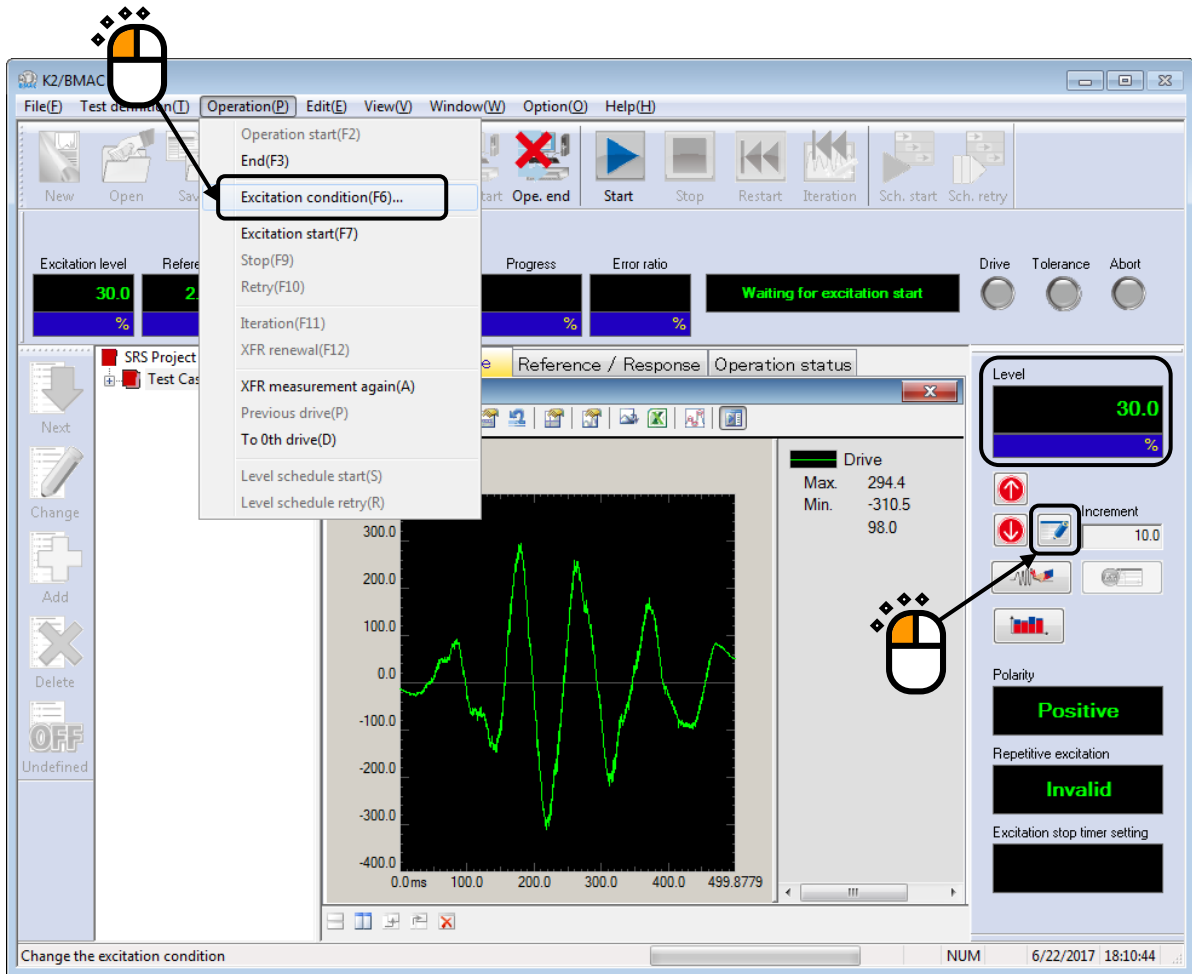 K2/BMAC
File(F) Test definition(T) Operation(P) Edit(E) View(V) Window(W) Option(O) Help(H)
Operation start(F2)
End(F3)
Excitation condition(F6)...
Excitation start(F7)
Stop(F9)
Retry(F10)
Iteration(F11)
XFR renewal(F12)
XFR measurement again(A)
Previous drive(P)
To 0th drive(D)
Level schedule start(S)
Level schedule retry(R)
New Open Ope. end Start Stop Restart Iteration Sch. start Sch. retry
Excitation level Progress Error ratio Drive Tolerance Abort
30.0 Waiting for excitation start
% % %
Next
Change
Add
Delete
OFF
Undefined
SRS Project
Test Cas
Reference / Response Operation status
Drive
Max. 294.4
Min. -310.5
98.0
300.0
200.0
100.0
0.0
-100.0
-200.0
-300.0
-400.0
0.0ms 100.0 200.0 300.0 400.0 499.8779
Level
30.0
%
Increment
10.0
Polarity
Positive
Repetitive excitation
Invalid
Excitation stop timer setting
Change the excitation condition NUM 6/22/2017 18:10:44